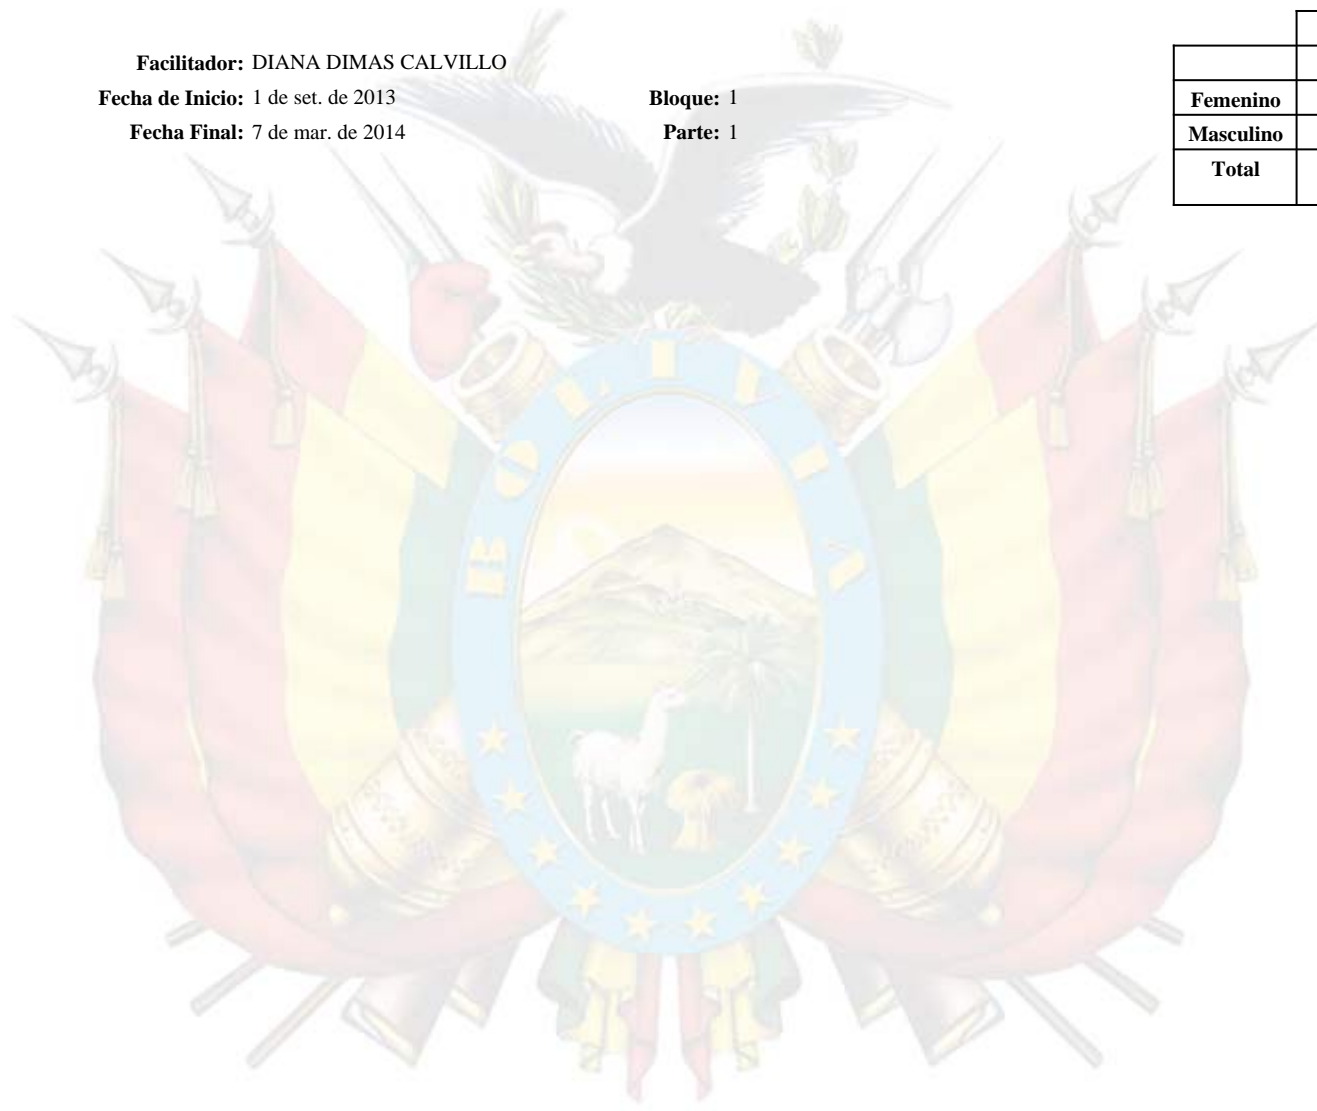 Facilitador: DIANA DIMAS CALVILLO
Fecha de Inicio: 1 de set. de 2013 Bloque: 1
Fecha Final: 7 de mar. de 2014 Parte: 1
Femenino
Masculino
Total
BOLIVIA